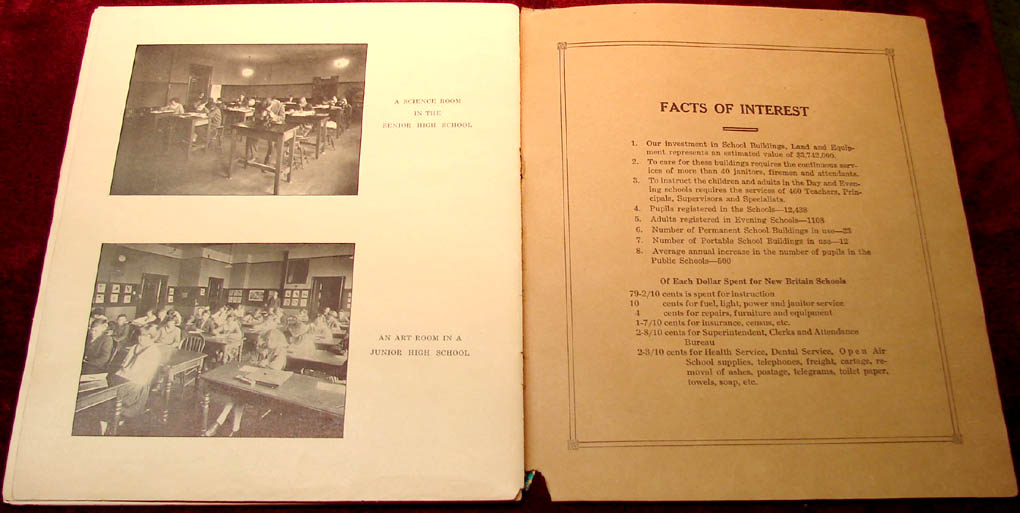 A SCIENCE ROOM
IN THE
SENIOR HIGH SCHOOL
AN ART ROOM IN A
JUNIOR HIGH SCHOOL
FACTS OF INTEREST
1. Our investment in School Buildings, Land and Equip-
ment represents an estimated value of $3,742,000.
2. To care for these buildings requires the continuous serv-
ices of more than 40 janitors, firemen and attendants.
3. To instruct the children and adults in the Day and Even-
ing schools requires the services of 460 Teachers, Prin-
cipals, Supervisors and Specialists.
4. Pupils registered in the Schools—12,438
5. Adults registered in Evening Schools—1108
6. Number of Permanent School Buildings in use—23
7. Number of Portable School Buildings in use—12
8. Average annual increase in the number of pupils in the
Public Schools—500
Of Each Dollar Spent for New Britain Schools
79-2/10 cents is spent for instruction
10 cents for fuel, light, power and janitor service
4 cents for repairs, furniture and equipment
1-7/10 cents for insurance, census, etc.
2-8/10 cents for Superintendent, Clerks and Attendance
Bureau
2-3/10 cents for Health Service, Dental Service, Open Air
School supplies, telephones, freight, cartage, re-
moval of ashes, postage, telegrams, toilet paper,
towels, soap, etc.